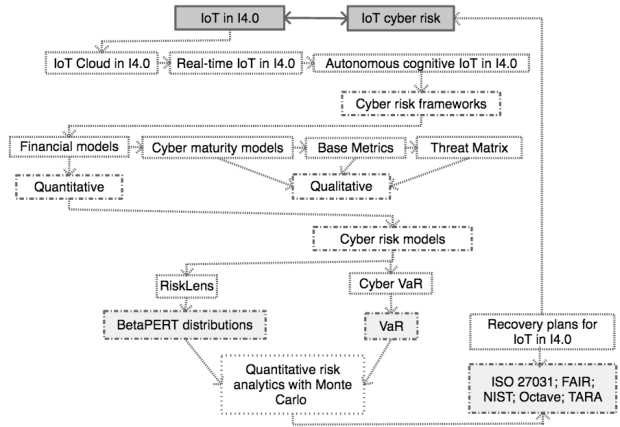 IoT in I4.0
IoT cyber risk
IoT Cloud in I4.0
Real-time IoT in I4.0
Autonomous cognitive IoT in I4.0
Cyber risk frameworks
Financial models
Cyber maturity models
Base Metrics
Threat Matrix
Quantitative
Qualitative
Cyber risk models
RiskLens
Cyber VaR
BetaPERT distributions
VaR
Recovery plans for
IoT in I4.0
Quantitative risk
analytics with Monte
Carlo
ISO 27031; FAIR;
NIST; Octave; TARA